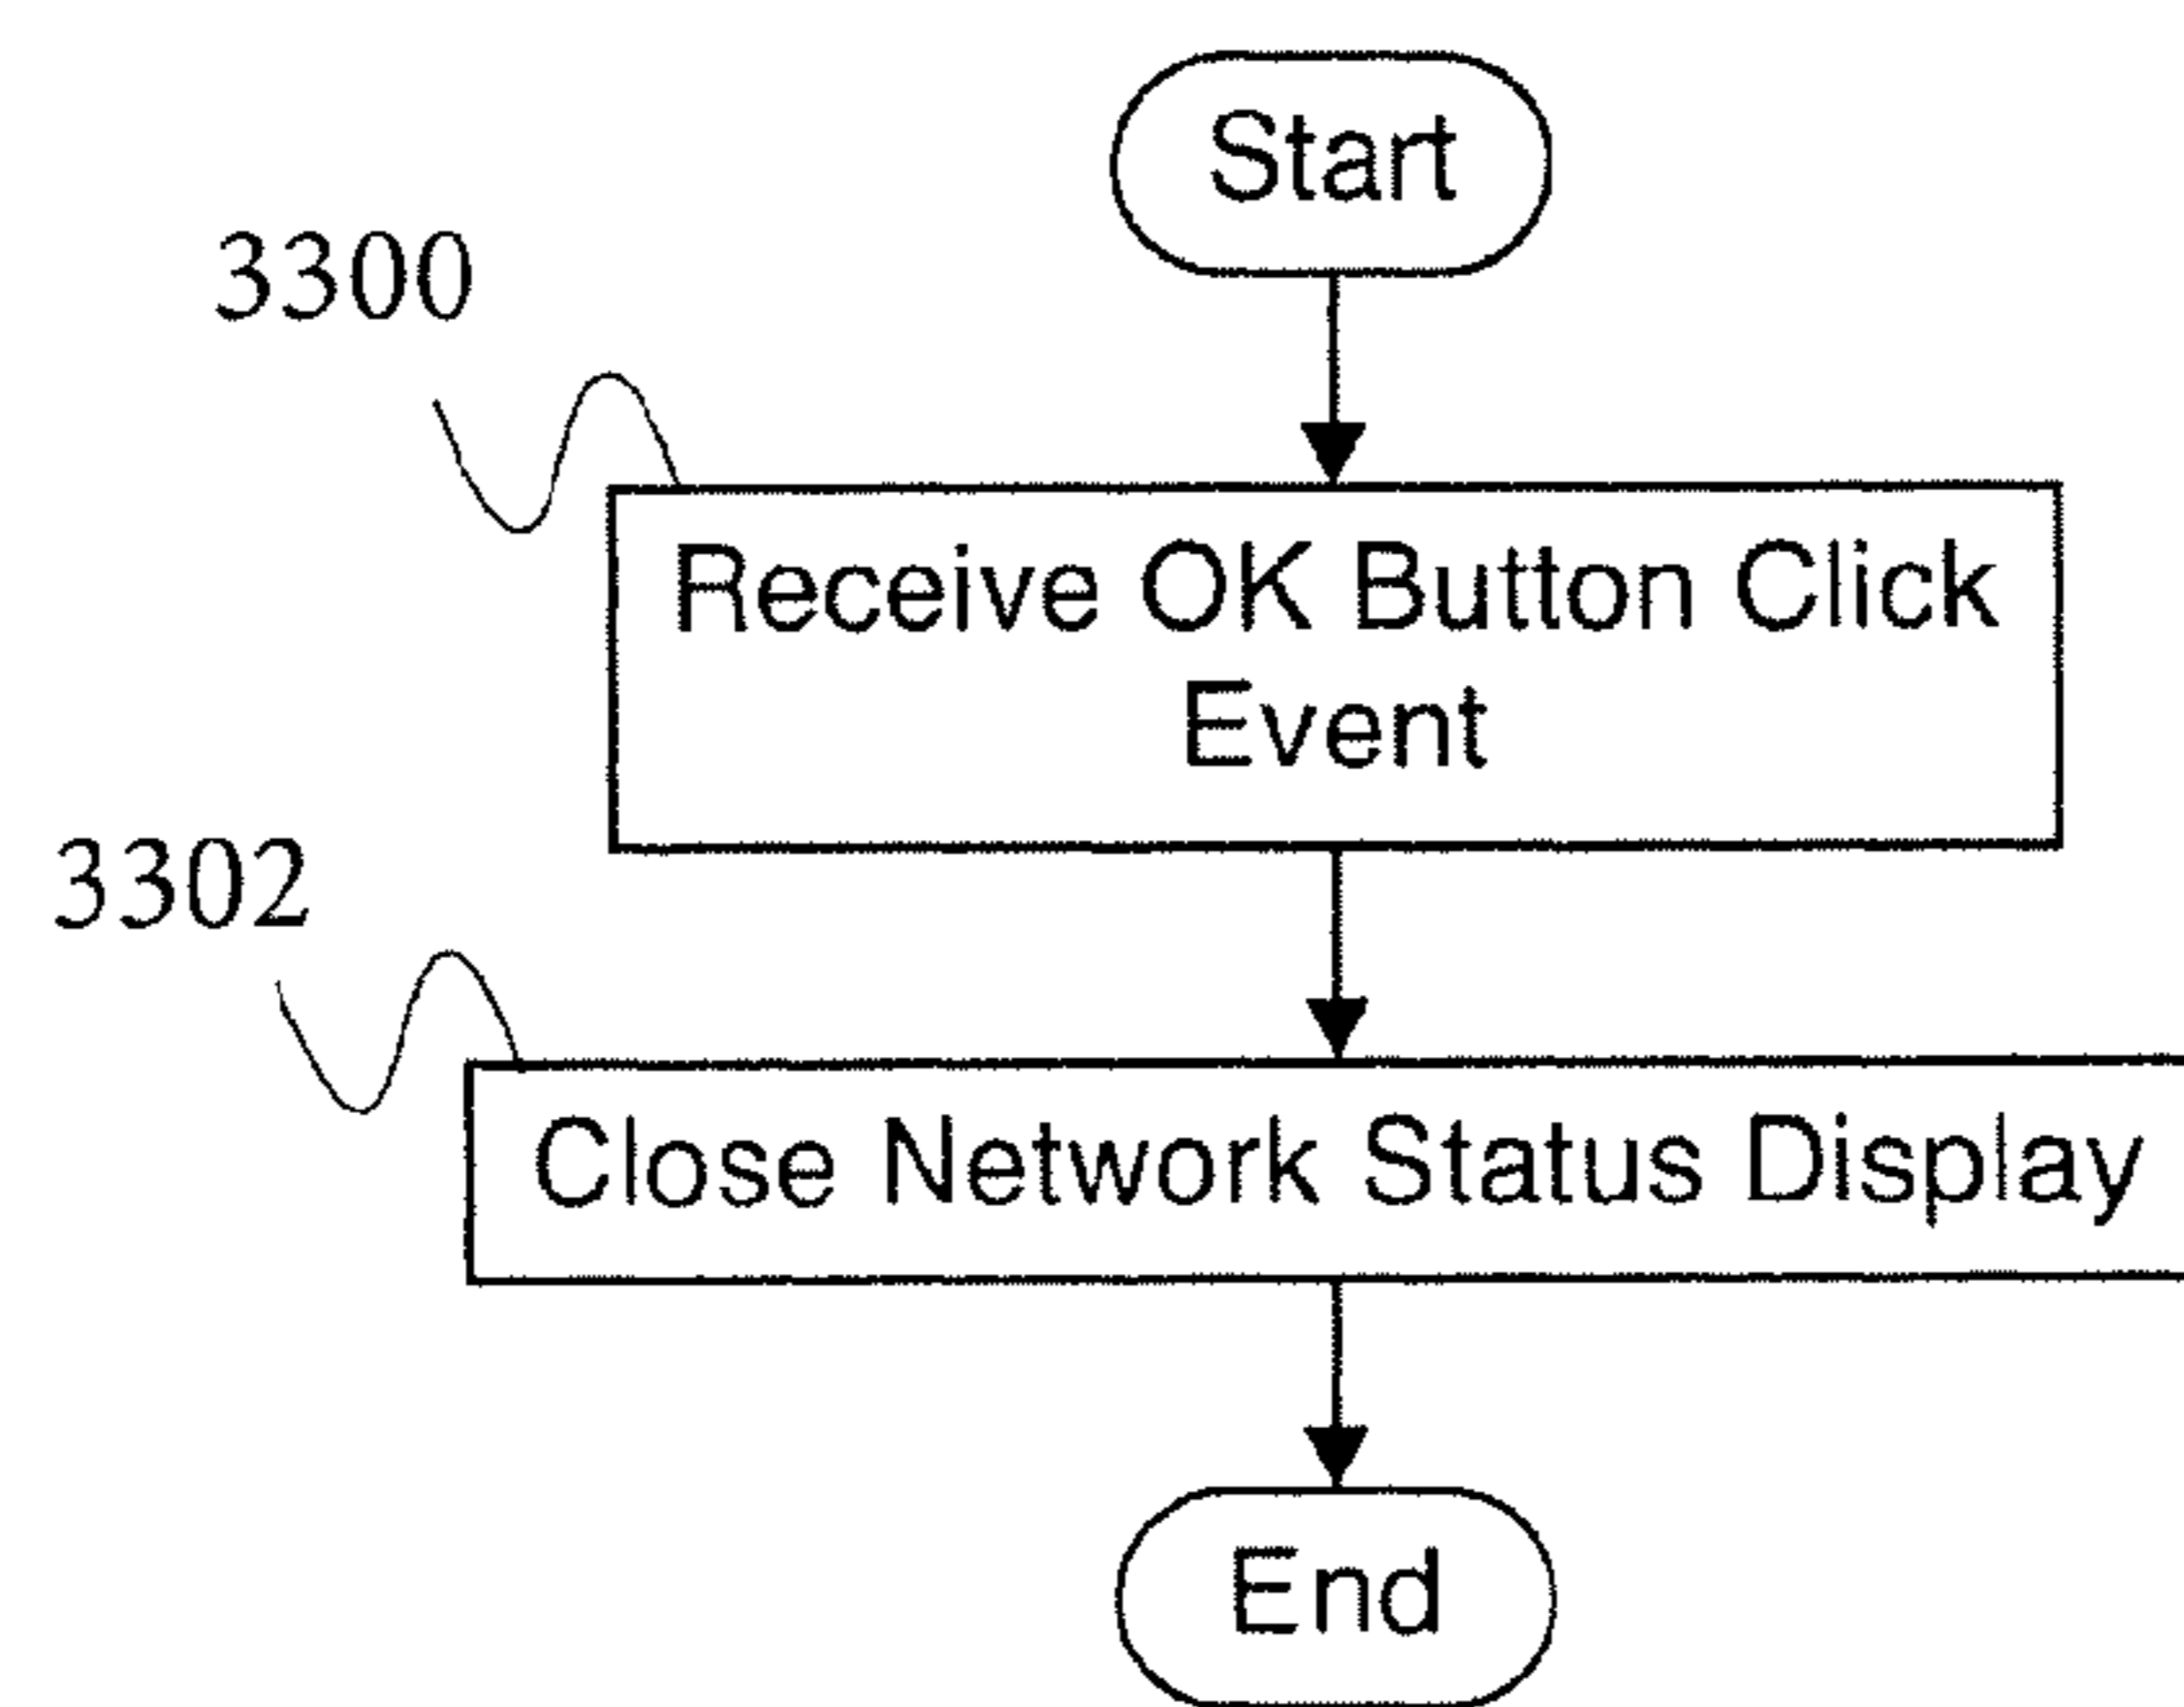 Start
3300
Receive OK Button Click
Event
3302
Close Network Status Display
End